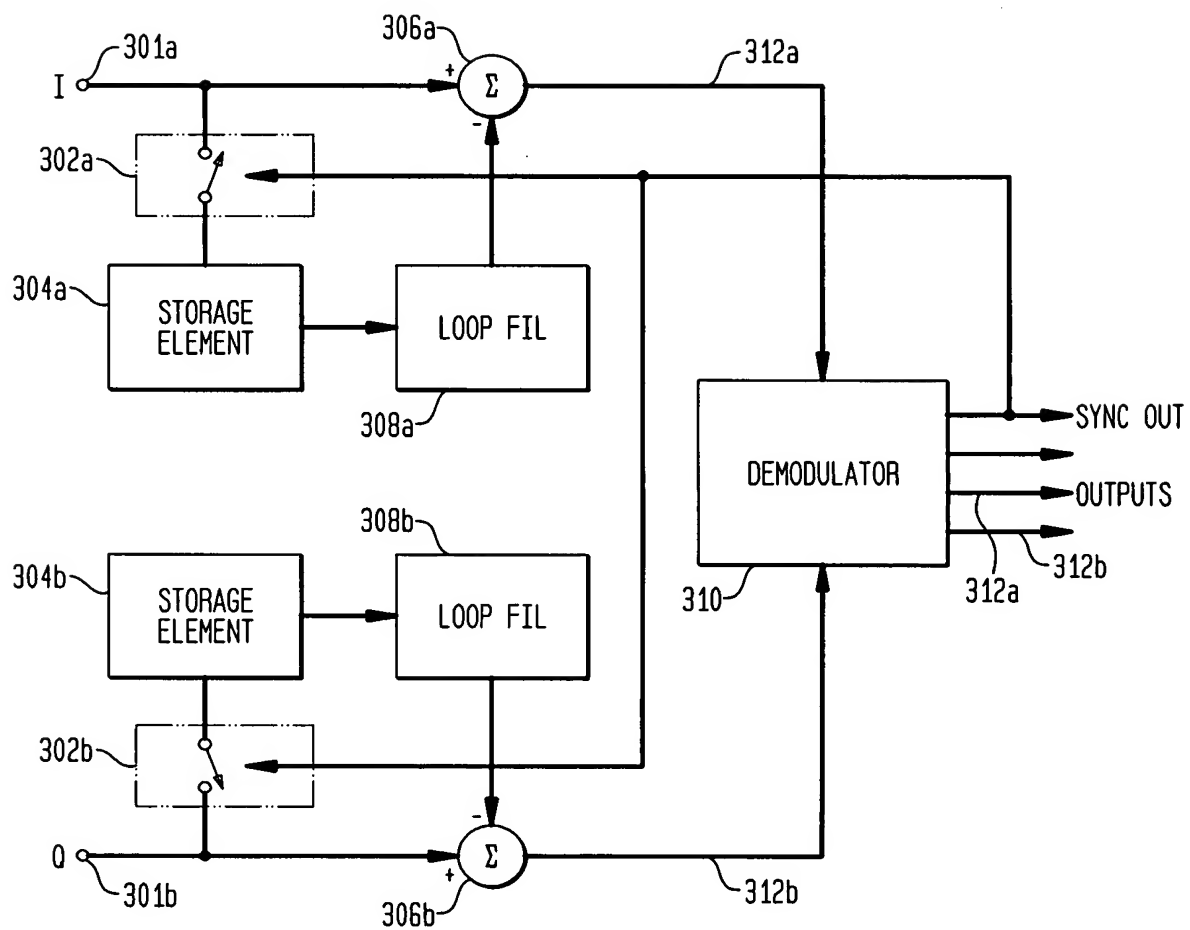 301a
306a
312a
I
+
Σ
-
302a
304a
STORAGE
ELEMENT
LOOP FIL
308a
SYNC OUT
DEMODULATOR
OUTPUTS
308b
304b
STORAGE
ELEMENT
LOOP FIL
310
312a
312b
302b
-
Q
+
Σ
301b
306b
312b